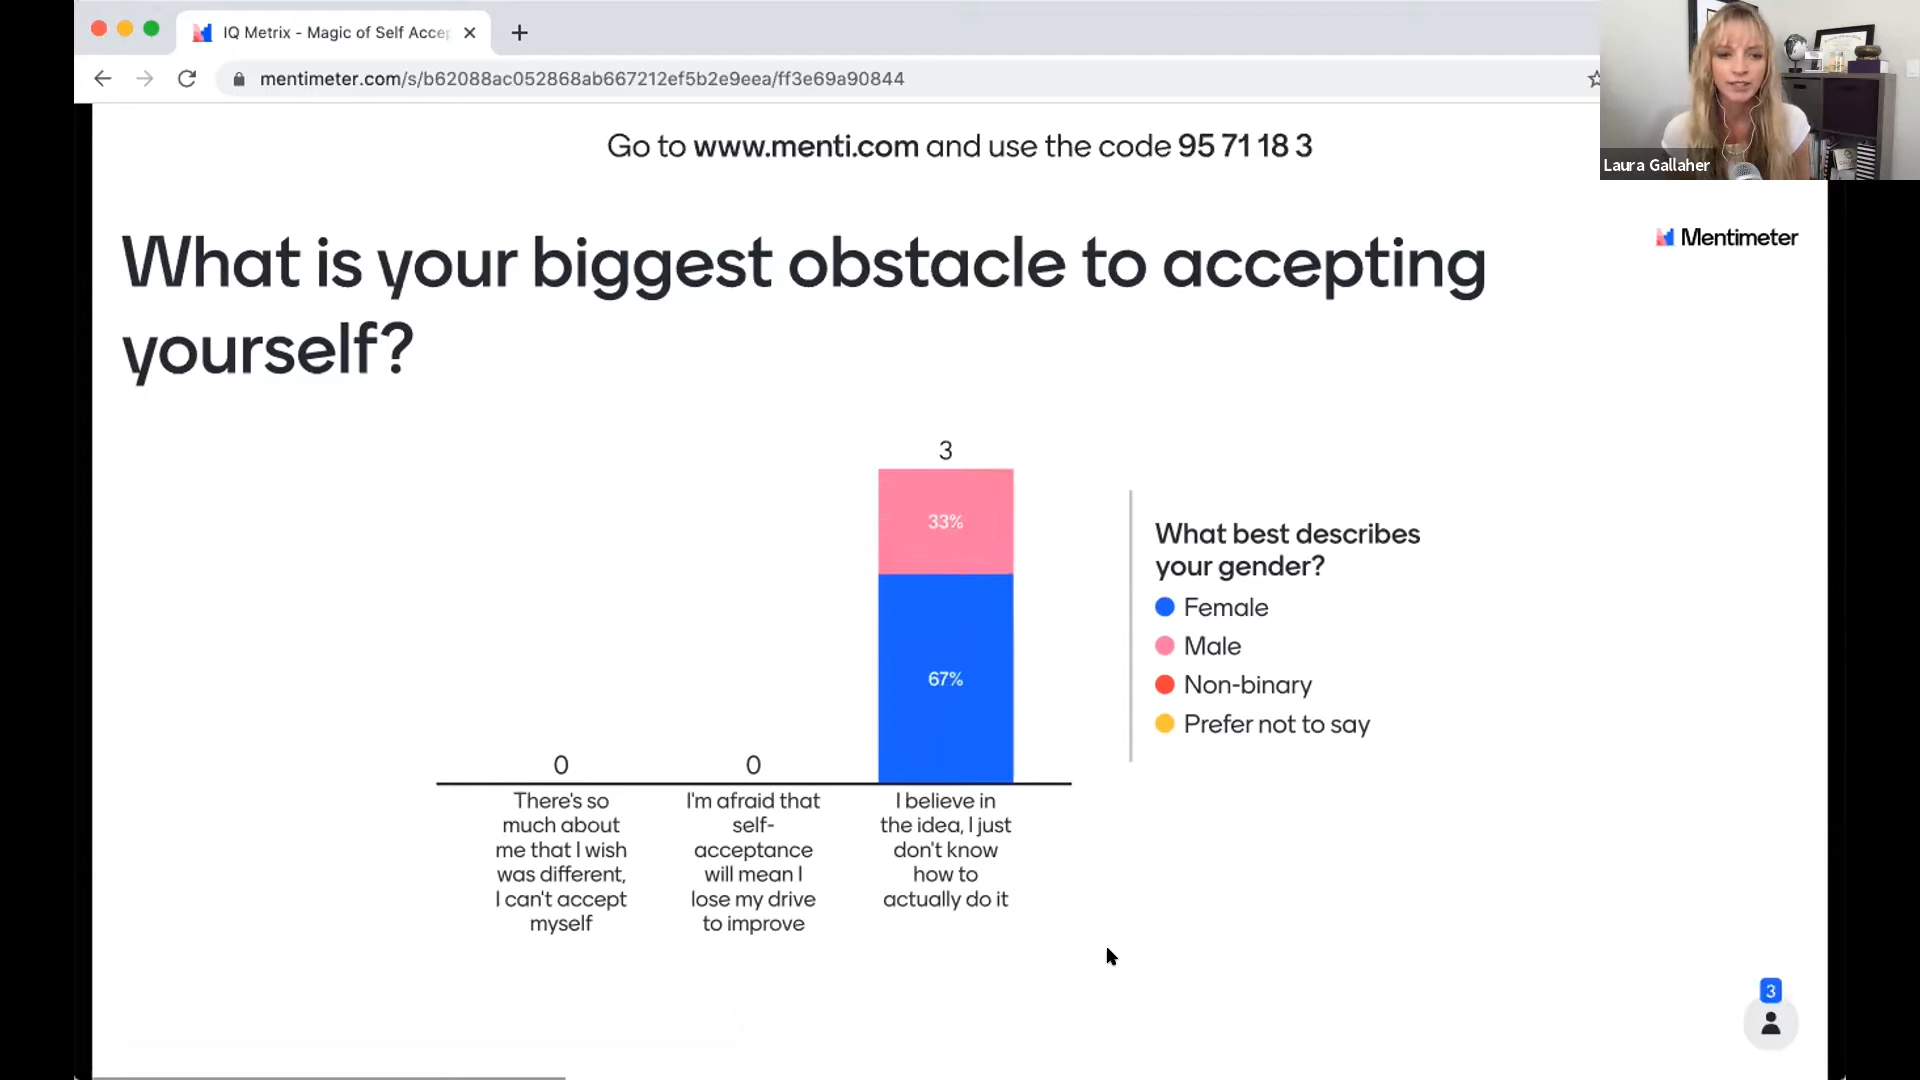 IQ Metrix - Magic of Self Accep
mentimeter.com/s/b62088ac052868ab667212ef5b2e9eea/ff3e69a90844
Go to www.menti.com and use the code 95 71 18 3
Laura Gallaher
Mentimeter
What is your biggest obstacle to accepting
yourself?
3
33%
67%
0
0
There's so
much about
me that I wish
was different,
I can't accept
myself
I'm afraid that
self-
acceptance
will mean I
lose my drive
to improve
I believe in
the idea, I just
don't know
how to
actually do it
What best describes
your gender?
Female
Male
Non-binary
Prefer not to say
3